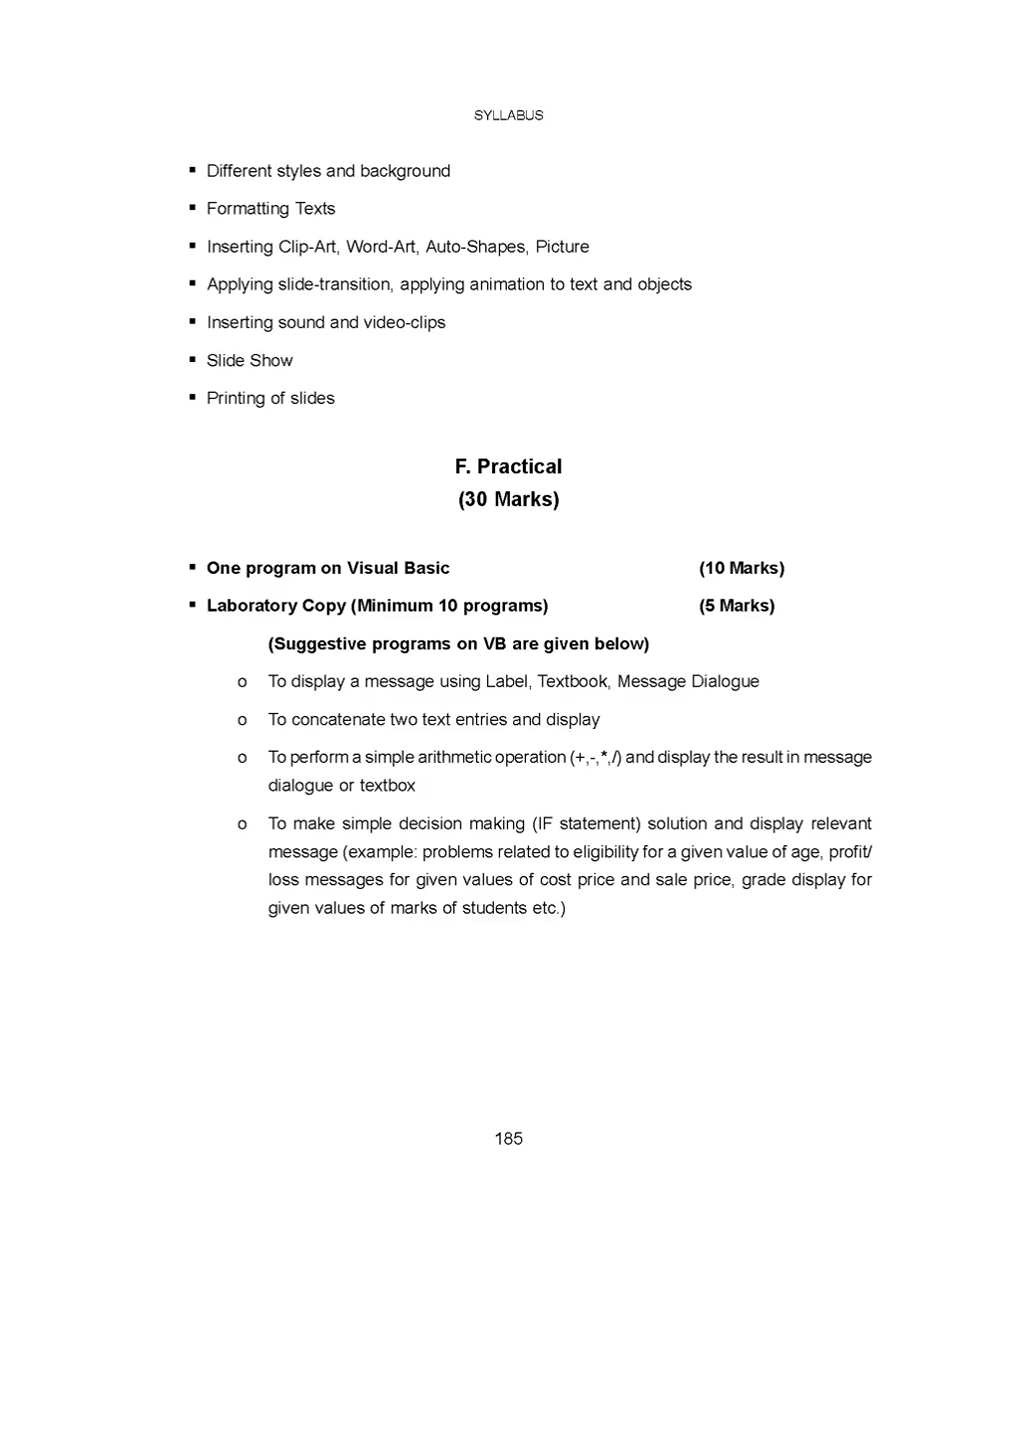 SYLLABUS
▪ Different styles and background
▪ Formatting Texts
▪ Inserting Clip-Art, Word-Art, Auto-Shapes, Picture
▪ Applying slide-transition, applying animation to text and objects
▪ Inserting sound and video-clips
▪ Slide Show
▪ Printing of slides
F. Practical
(30 Marks)
▪ One program on Visual Basic (10 Marks)
▪ Laboratory Copy (Minimum 10 programs) (5 Marks)
(Suggestive programs on VB are given below)
o To display a message using Label, Textbook, Message Dialogue
o To concatenate two text entries and display
o To perform a simple arithmetic operation (+,-,*,/) and display the result in message
dialogue or textbox
o To make simple decision making (IF statement) solution and display relevant
message (example: problems related to eligibility for a given value of age, profit/
loss messages for given values of cost price and sale price, grade display for
given values of marks of students etc.)
185